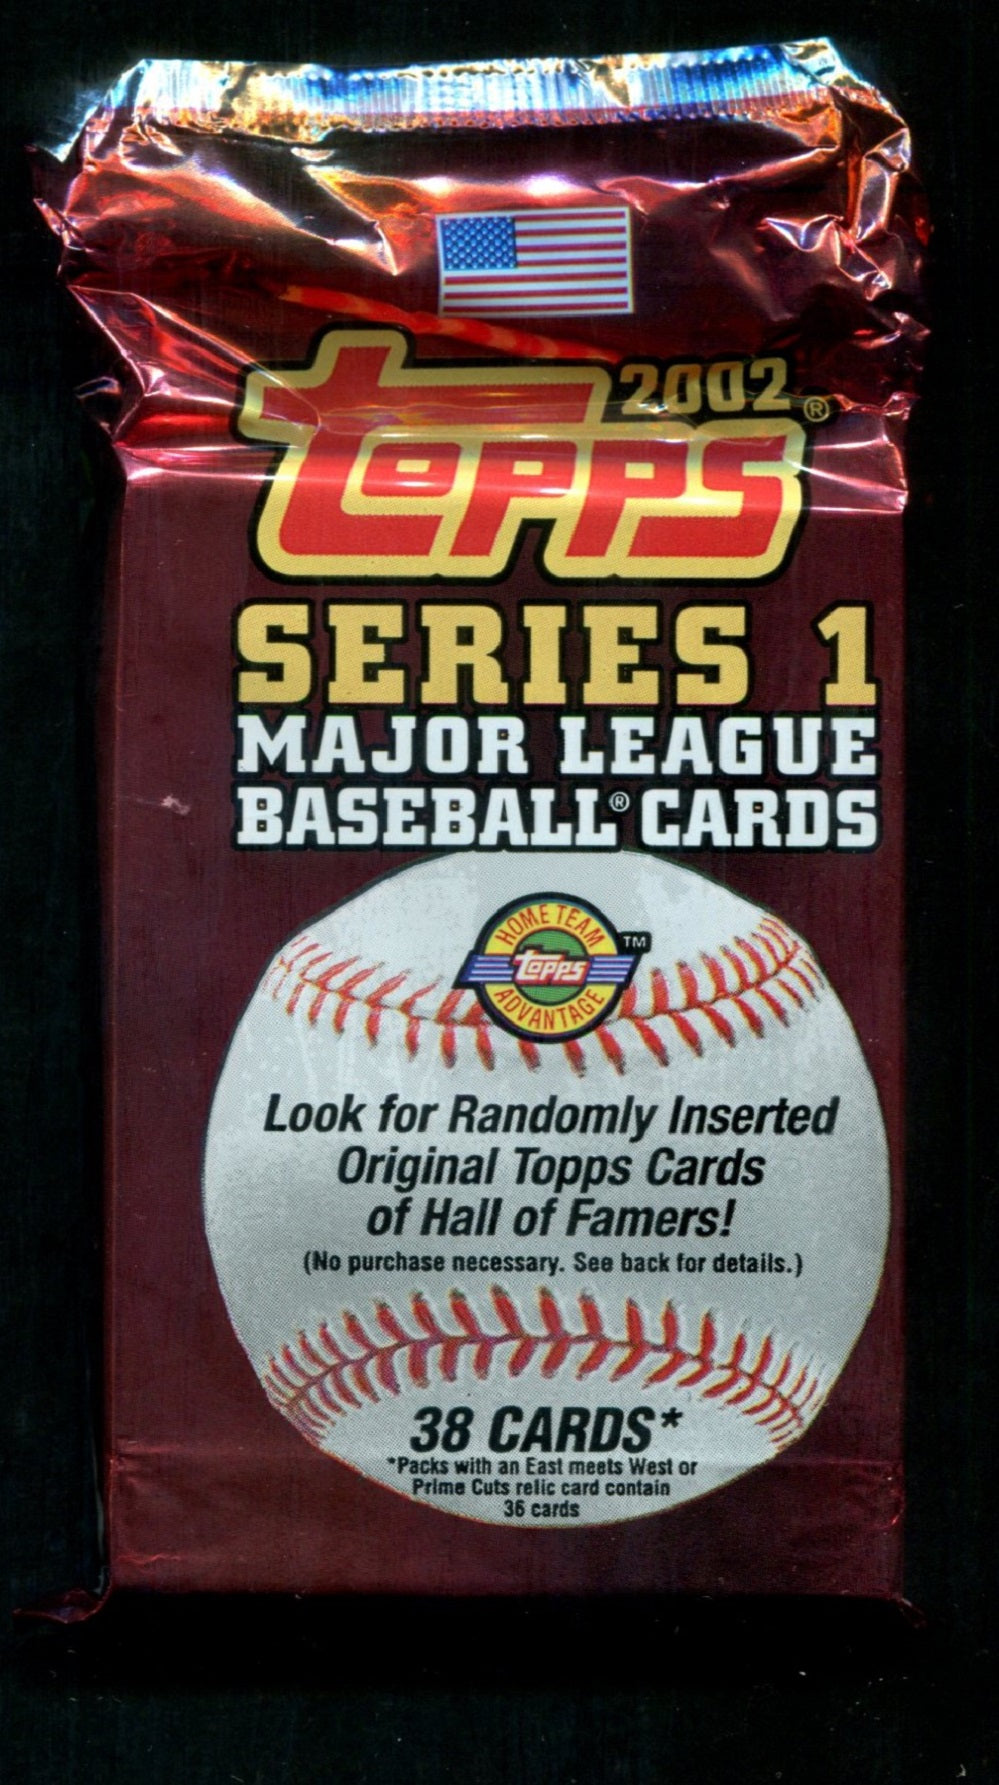 2002
topps®
SERIES 1
MAJOR LEAGUE
BASEBALL® CARDS
HOME TEAM
topps
ADVANTAGE
TM
Look for Randomly Inserted
Original Topps Cards
of Hall of Famers!
(No purchase necessary. See back for details.)
38 CARDS*
*Packs with an East meets West or
Prime Cuts relic card contain
36 cards